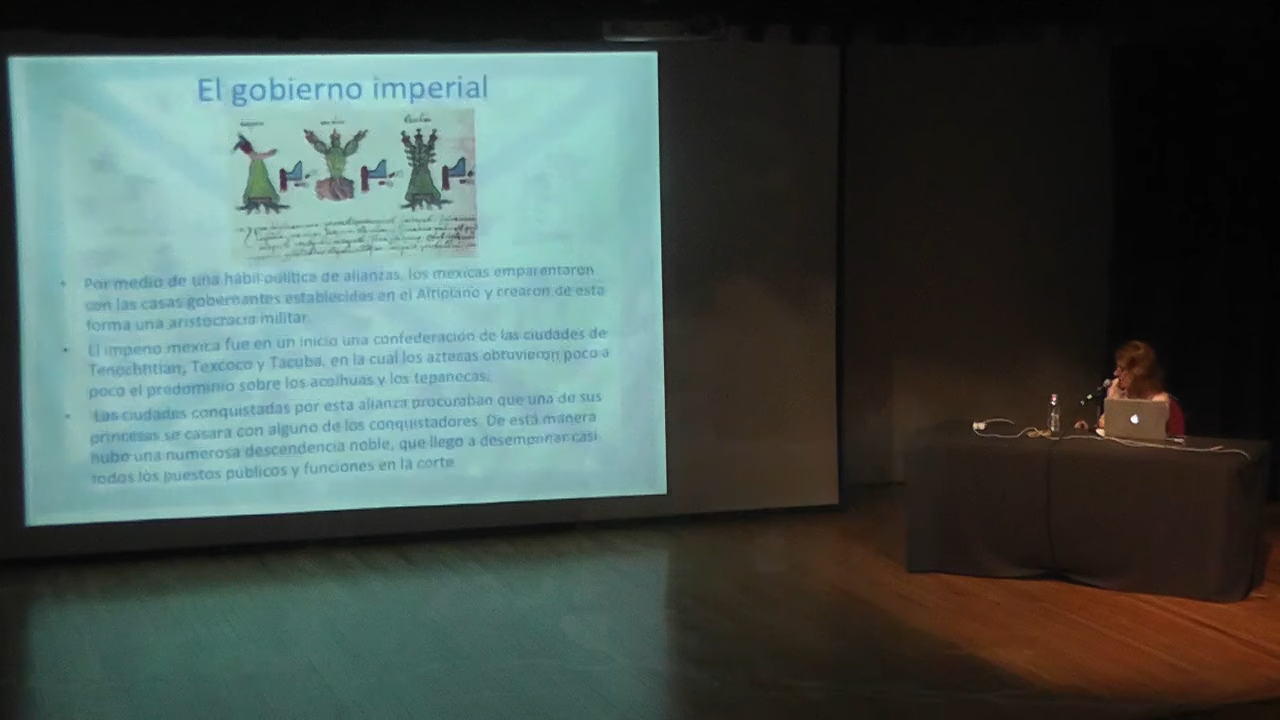 El gobierno imperial
Por medio de una hábil política de alianzas, los mexicas emparentaron
con las casas gobernantes establecidas en el Altiplano y crearon de esta
forma una aristocracia militar.
El imperio mexica fue en un inicio una confederación de las ciudades de
Tenochtitlan, Texcoco y Tacuba, en la cual los aztecas obtuvieron poco a
poco el predominio sobre los acolhuas y los tepanecas.
Las ciudades conquistadas por esta alianza procuraban que una de sus
princesas se casara con alguno de los conquistadores. De esta manera
hubo una numerosa descendencia noble, que llego a desempeñar casi
todos los puestos públicos y funciones en la corte